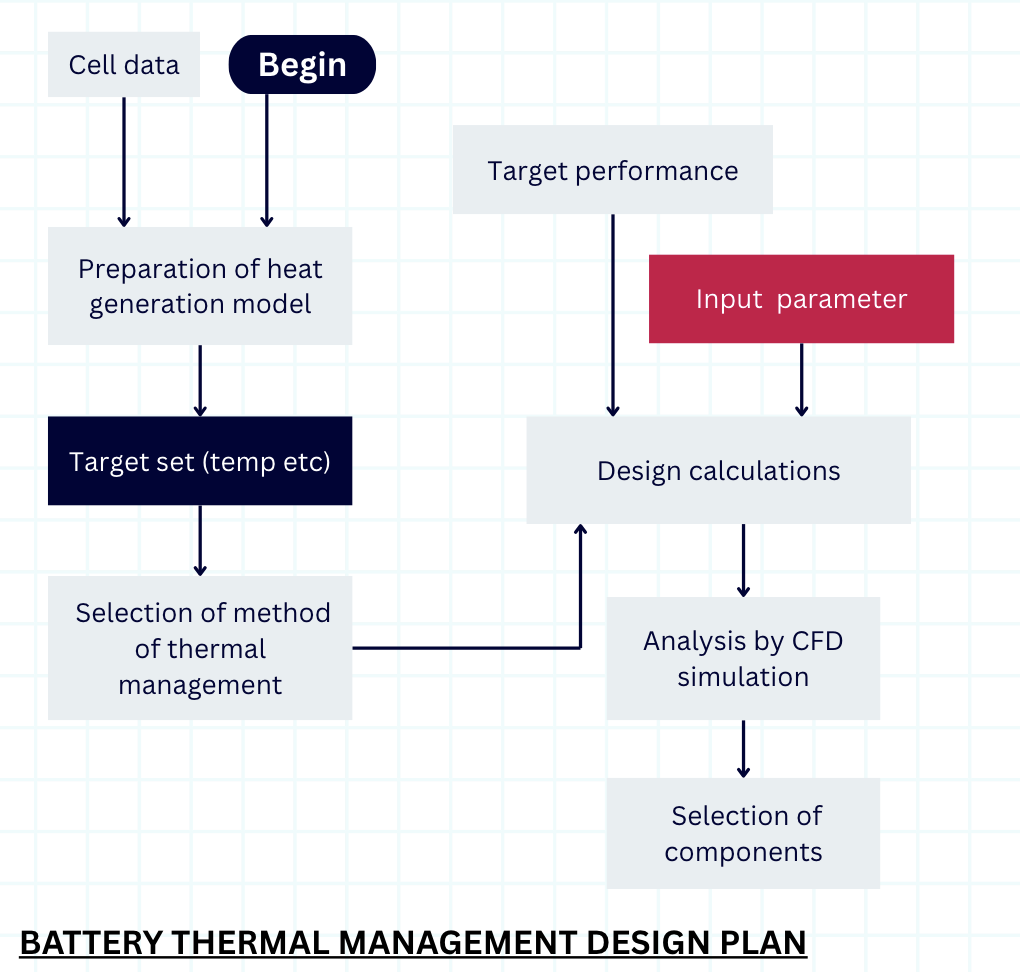 Cell data
Begin
Target performance
Preparation of heat
generation model
Input  parameter
Target set (temp etc)
Design calculations
Selection of method
of thermal
management
Analysis by CFD
simulation
Selection of
components
BATTERY THERMAL MANAGEMENT DESIGN PLAN